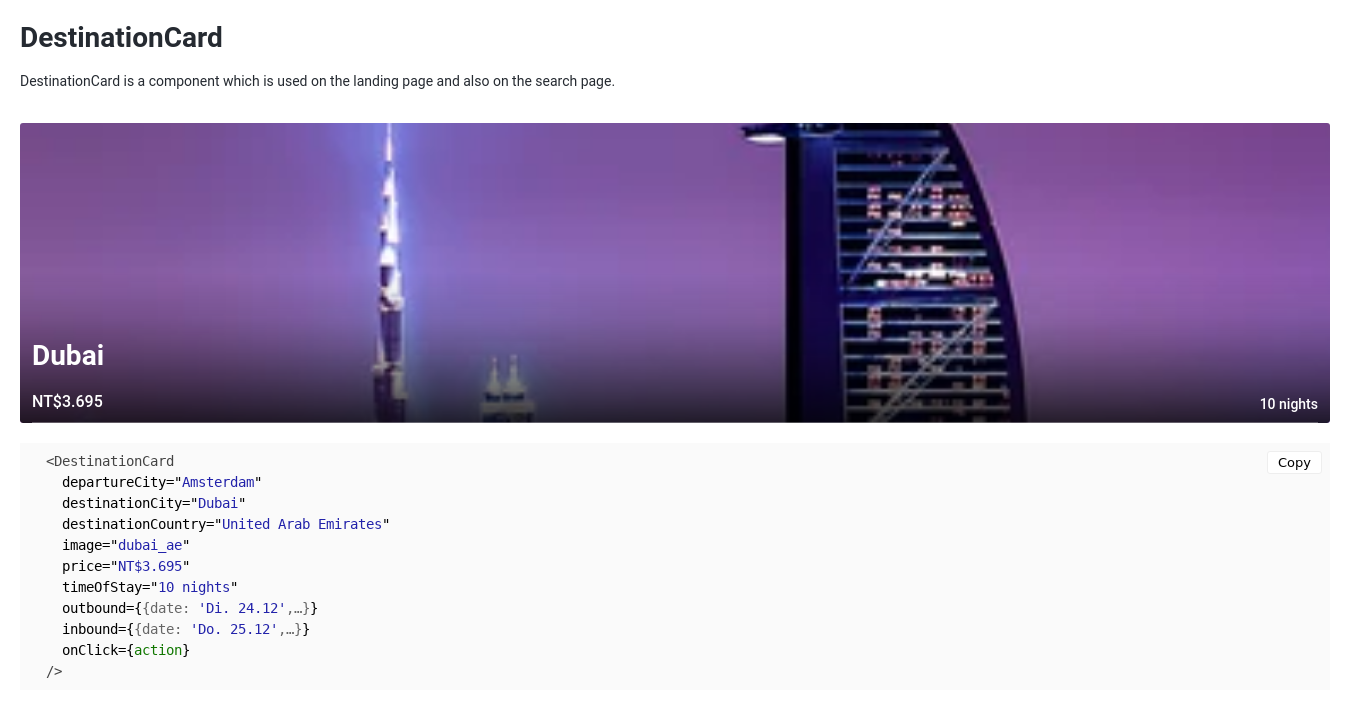 DestinationCard
DestinationCard is a component which is used on the landing page and also on the search page.
Dubai
NT$3.695
10 nights
<DestinationCard
Copy
departureCity="Amsterdam"
destinationCity="Dubai"
destinationCountry="United Arab Emirates"
image="dubai_ae"
price="NT$3.695"
timeOfStay="10 nights"
outbound={{date: 'Di. 24.12',…}}
inbound={{date: 'Do. 25.12',…}}
onClick={action}
/>